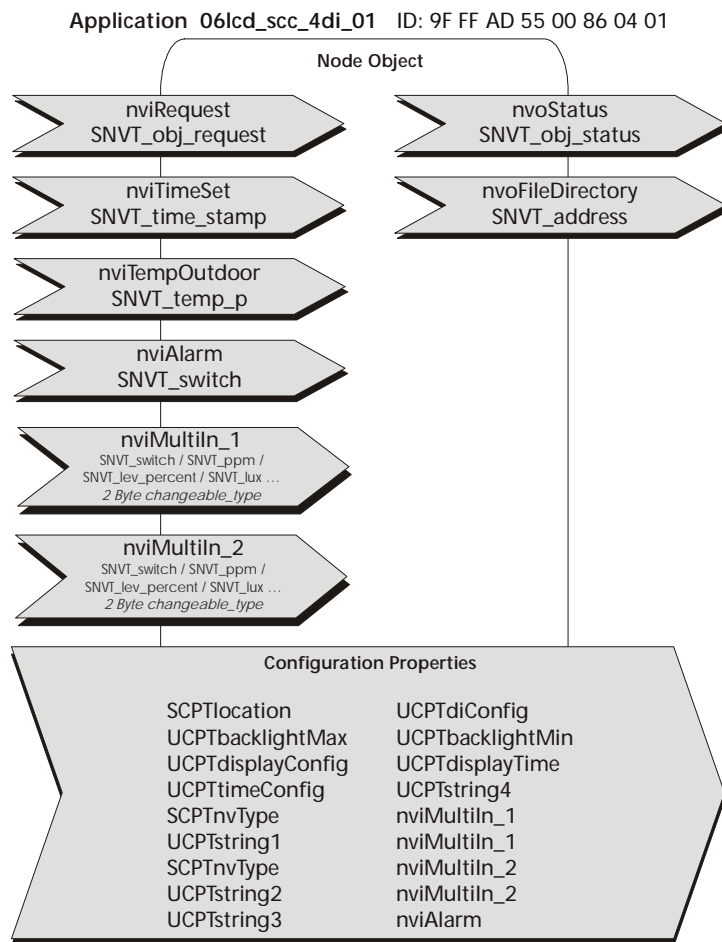 Application 06lcd_scc_4di_01 ID: 9F FF AD 55 00 86 04 01
Node Object
nviRequest
SNVT_obj_request
nvoStatus
SNVT_obj_status
nviTimeSet
SNVT_time_stamp
nvoFileDirectory
SNVT_address
nviTempOutdoor
SNVT_temp_p
nviAlarm
SNVT_switch
nviMultiIn_1
SNVT_switch / SNVT_ppm /
SNVT_lev_percent / SNVT_lux ...
2 Byte changeable_type
nviMultiIn_2
SNVT_switch / SNVT_ppm /
SNVT_lev_percent / SNVT_lux ...
2 Byte changeable_type
Configuration Properties
SCPTlocation UCPTdiConfig
UCPTbacklightMax UCPTbacklightMin
UCPTdisplayConfig UCPTdisplayTime
UCPTtimeConfig UCPTstring4
SCPTnvType nviMultiIn_1
UCPTstring1 nviMultiIn_1
SCPTnvType nviMultiIn_2
UCPTstring2 nviMultiIn_2
UCPTstring3 nviAlarm